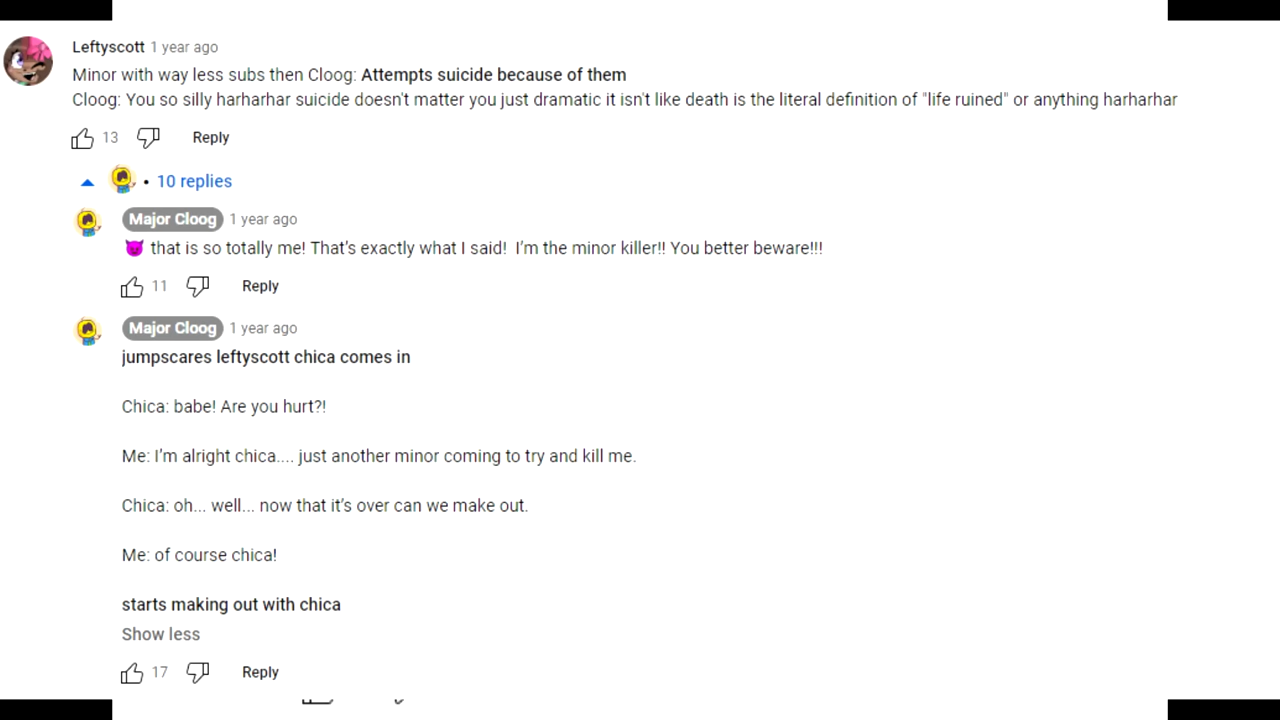 Leftyscott 1 year ago
Minor with way less subs then Cloog: Attempts suicide because of them
Cloog: You so silly harharhar suicide doesn't matter you just dramatic it isn't like death is the literal definition of "life ruined" or anything harharhar
13 Reply
• 10 replies
Major Cloog 1 year ago
😈 that is so totally me! That's exactly what I said! I'm the minor killer!! You better beware!!!
11 Reply
Major Cloog 1 year ago
jumpscares leftyscott chica comes in
Chica: babe! Are you hurt?!
Me: I'm alright chica.... just another minor coming to try and kill me.
Chica: oh... well... now that it's over can we make out.
Me: of course chica!
starts making out with chica
Show less
17 Reply